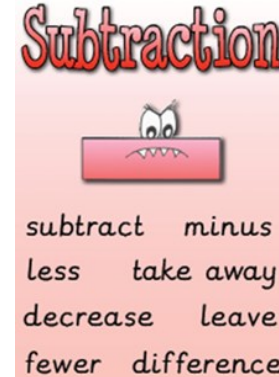 Subtraction
subtract minus
less take away
decrease leave
fewer difference